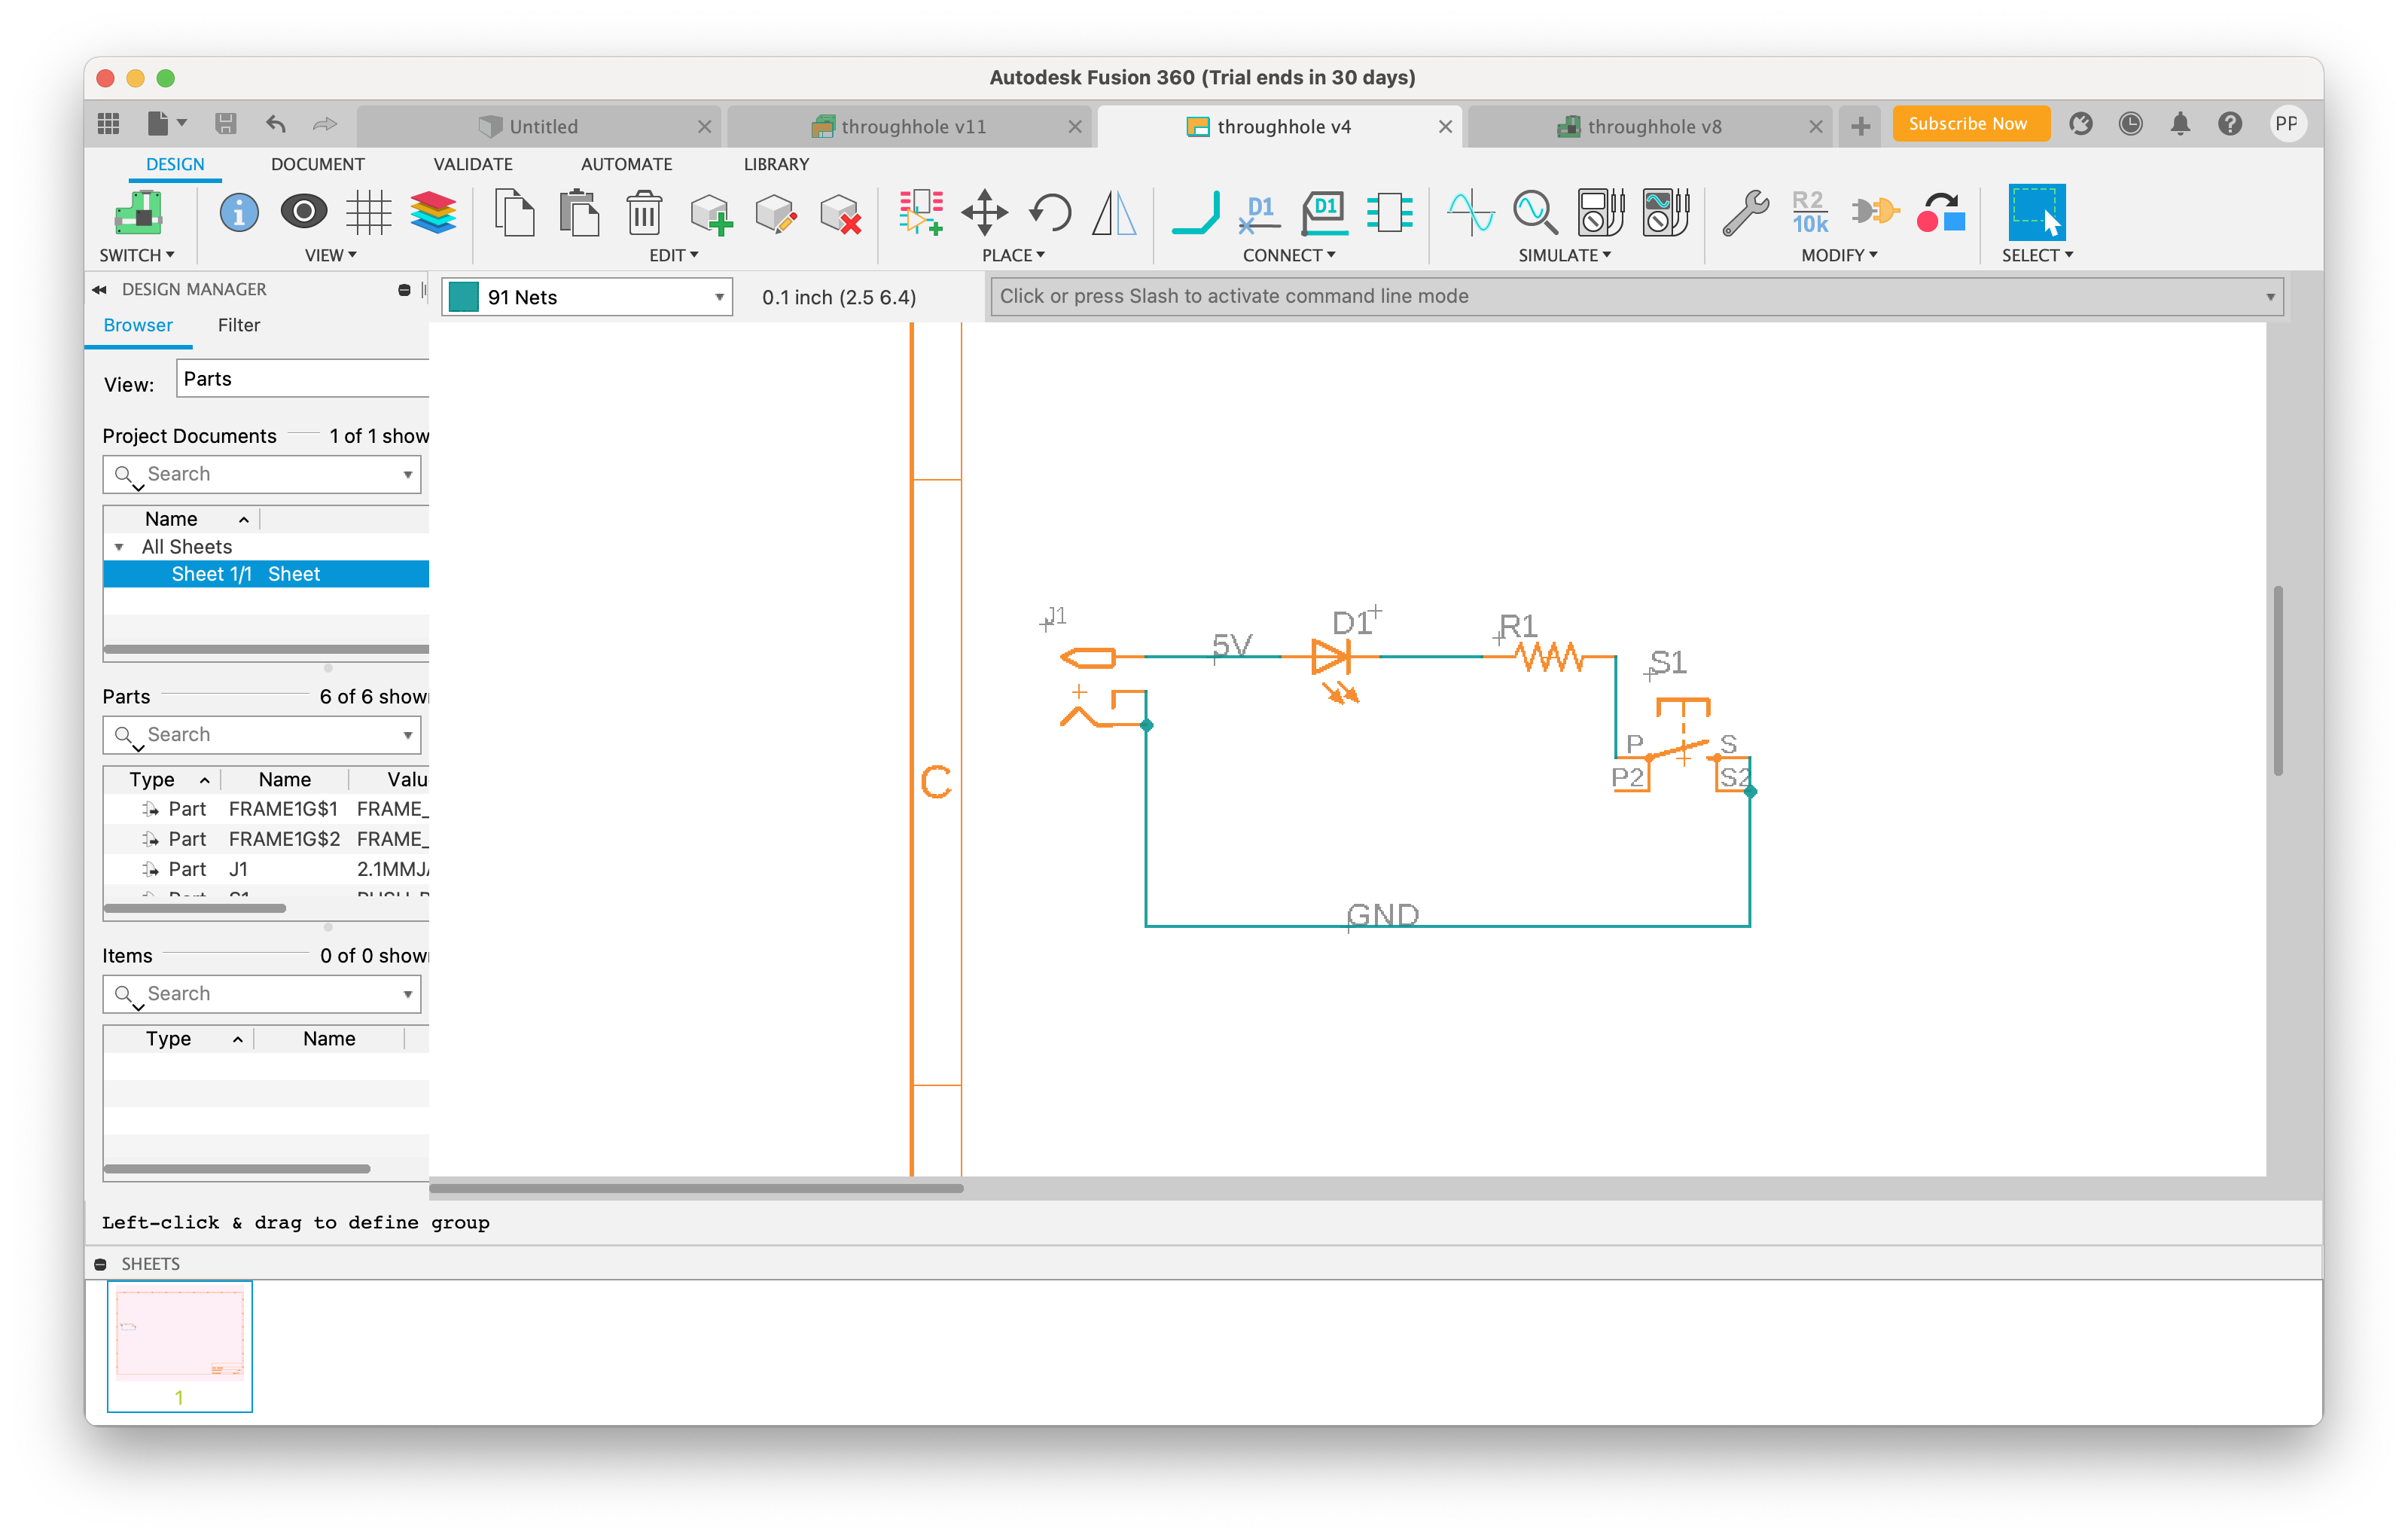 Autodesk Fusion 360 (Trial ends in 30 days)
Untitled
throughhole v11
throughhole v4
throughhole v8
Subscribe Now
PP
DESIGN
DOCUMENT
VALIDATE
AUTOMATE
LIBRARY
D1
D1
R2
10k
SWITCH
VIEW
EDIT
PLACE
CONNECT
SIMULATE
MODIFY
SELECT
DESIGN MANAGER
91 Nets
0.1 inch (2.5 6.4)
Click or press Slash to activate command line mode
Browser
Filter
View:
Parts
Project Documents
1 of 1 show
Search
Name
All Sheets
Sheet 1/1 Sheet
Parts
6 of 6 show
Search
Type
Name
Valu
Part FRAME1G$1 FRAME_
Part FRAME1G$2 FRAME_
Part J1 2.1MMJ
Items
0 of 0 show
Search
Type
Name
C
J1
5V
D1
R1
S1
P
S
P2
S2
GND
Left-click & drag to define group
SHEETS
1